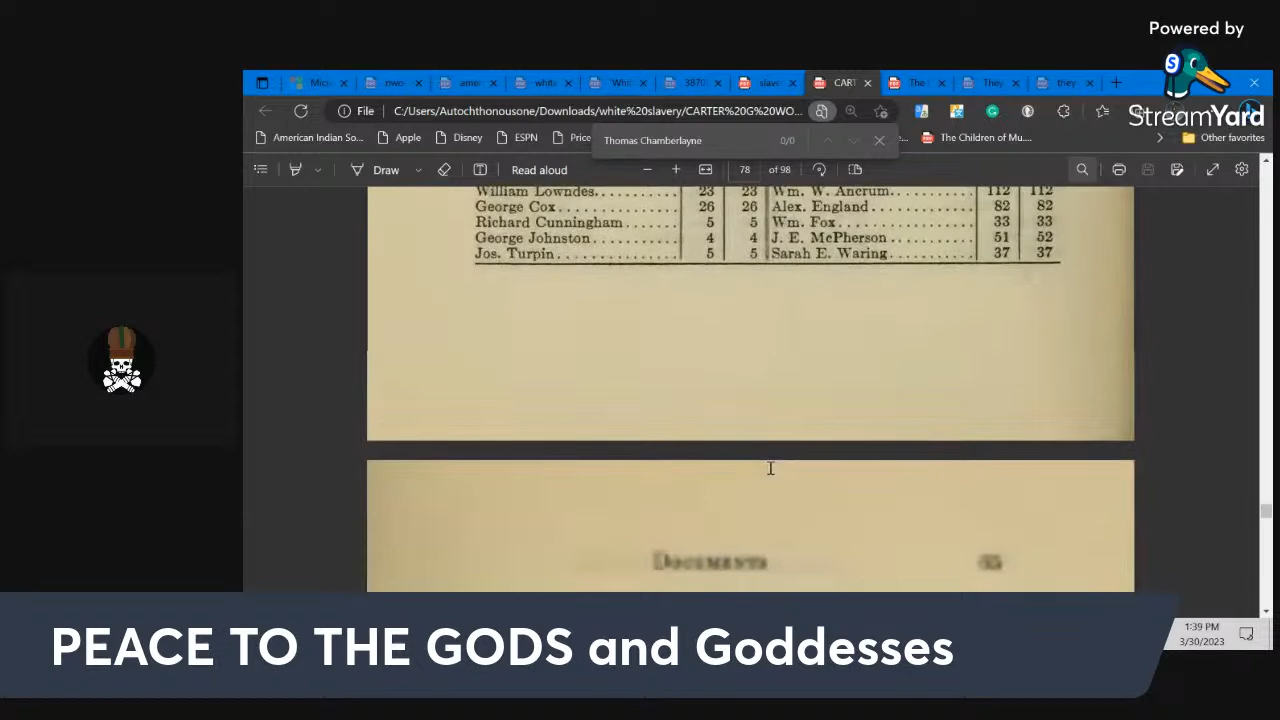 Powered by
StreamYard
CART
File
C:/Users/Autochthonousone/Downloads/white%20slavery/CARTER%20G%20WO...
American Indian So...
Apple
Disney
ESPN
Price
The Children of Mu...
Other favorites
Thomas Chamberlayne 0/0
Draw
Read aloud
78 of 98
William Lowndes 23 23 Wm. W. Ancrum 112 112
George Cox 26 26 Alex. England 82 82
Richard Cunningham 5 5 Wm. Fox 33 33
George Johnston 4 4 J. E. McPherson 51 52
Jos. Turpin 5 5 Sarah E. Waring 37 37
DOCUMENTS
PEACE TO THE GODS and Goddesses
1:39 PM
3/30/2023